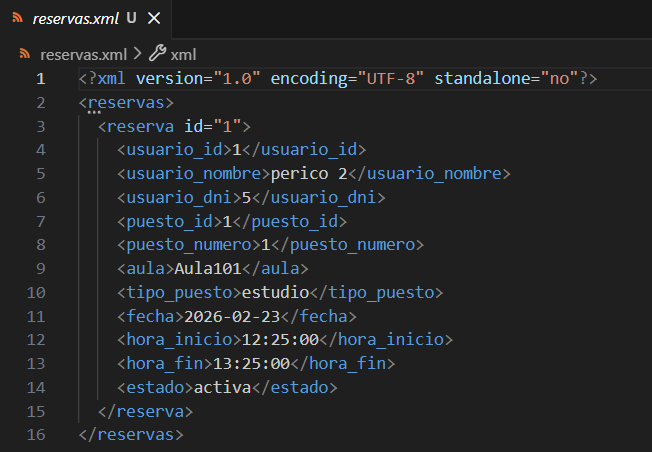 reservas.xml U ×
reservas.xml > xml
1 <?xml version="1.0" encoding="UTF-8" standalone="no"?>
2 <reservas>
3 <reserva id="1">
4 <usuario_id>1</usuario_id>
5 <usuario_nombre>perico 2</usuario_nombre>
6 <usuario_dni>5</usuario_dni>
7 <puesto_id>1</puesto_id>
8 <puesto_numero>1</puesto_numero>
9 <aula>Aula101</aula>
10 <tipo_puesto>estudio</tipo_puesto>
11 <fecha>2026-02-23</fecha>
12 <hora_inicio>12:25:00</hora_inicio>
13 <hora_fin>13:25:00</hora_fin>
14 <estado>activa</estado>
15 </reserva>
16 </reservas>